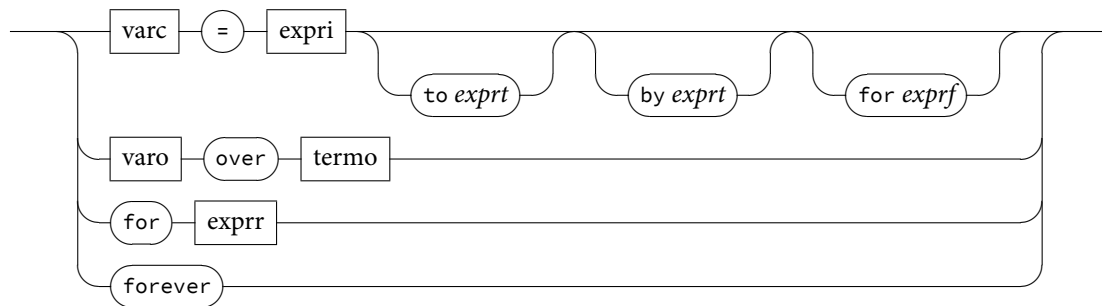 varc = expri
to exprt by exprt for exprf
varo over termo
for exprr
forever